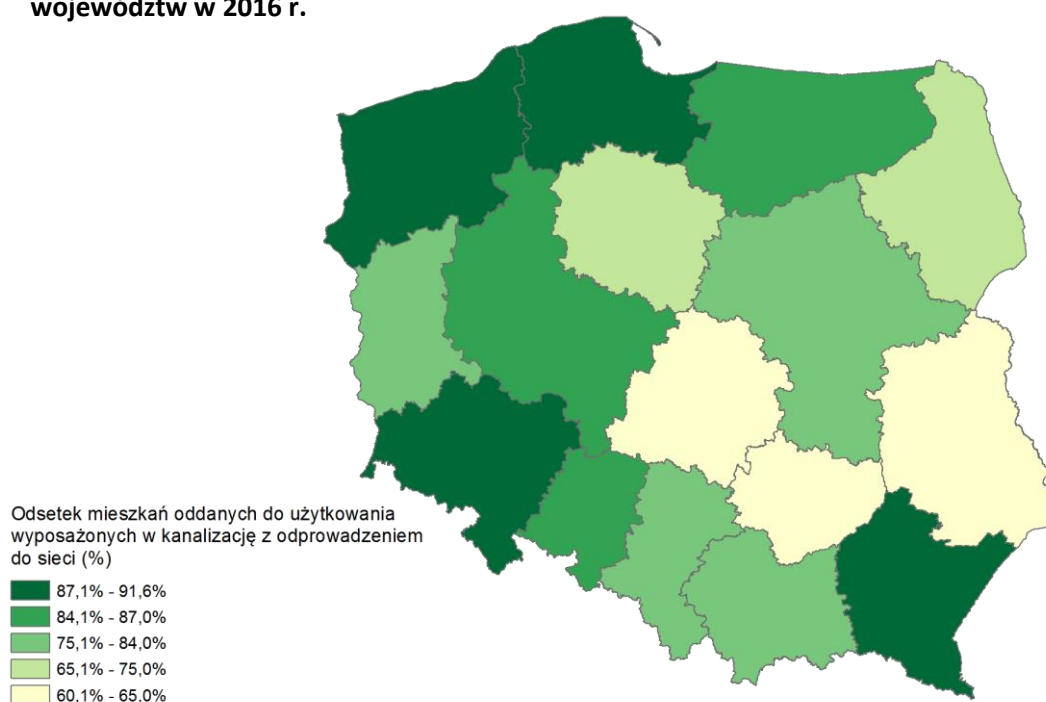 województw w 2016 r.
Odsetek mieszkań oddanych do użytkowania
wyposażonych w kanalizację z odprowadzeniem
do sieci (%)
87,1% - 91,6%
84,1% - 87,0%
75,1% - 84,0%
65,1% - 75,0%
60,1% - 65,0%